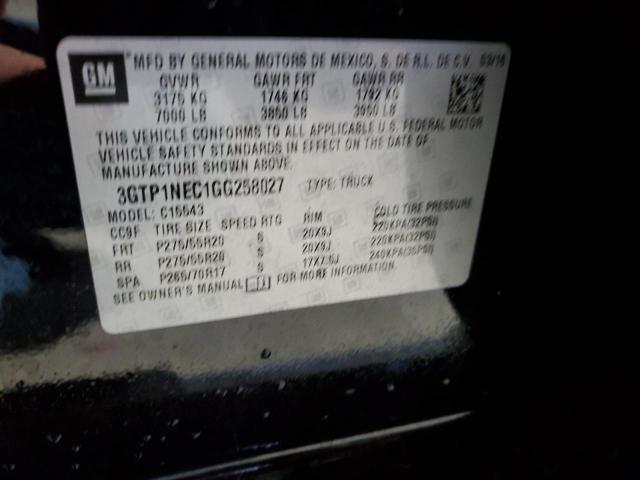 GM
MFD BY GENERAL MOTORS DE MEXICO, S. DE R.L. DE C.V. 03/16
GVWR GAWR FRT GAWR RR
3175 KG 1746 KG 1792 KG
7000 LB 3850 LB 3950 LB
THIS VEHICLE CONFORMS TO ALL APPLICABLE U.S. FEDERAL MOTOR
VEHICLE SAFETY STANDARDS IN EFFECT ON THE DATE OF
MANUFACTURE SHOWN ABOVE.
3GTP1NEC1GG258027 TYPE: TRUCK
MODEL: C15543
CC9F TIRE SIZE SPEED RTG RIM COLD TIRE PRESSURE
FRT P275/55R20 S 20X9J 220KPA(32PSI)
RR P275/55R20 S 20X9J 220KPA(32PSI)
SPA P265/70R17 S 17X7.5J 240KPA(35PSI)
SEE OWNER'S MANUAL FOR MORE INFORMATION.